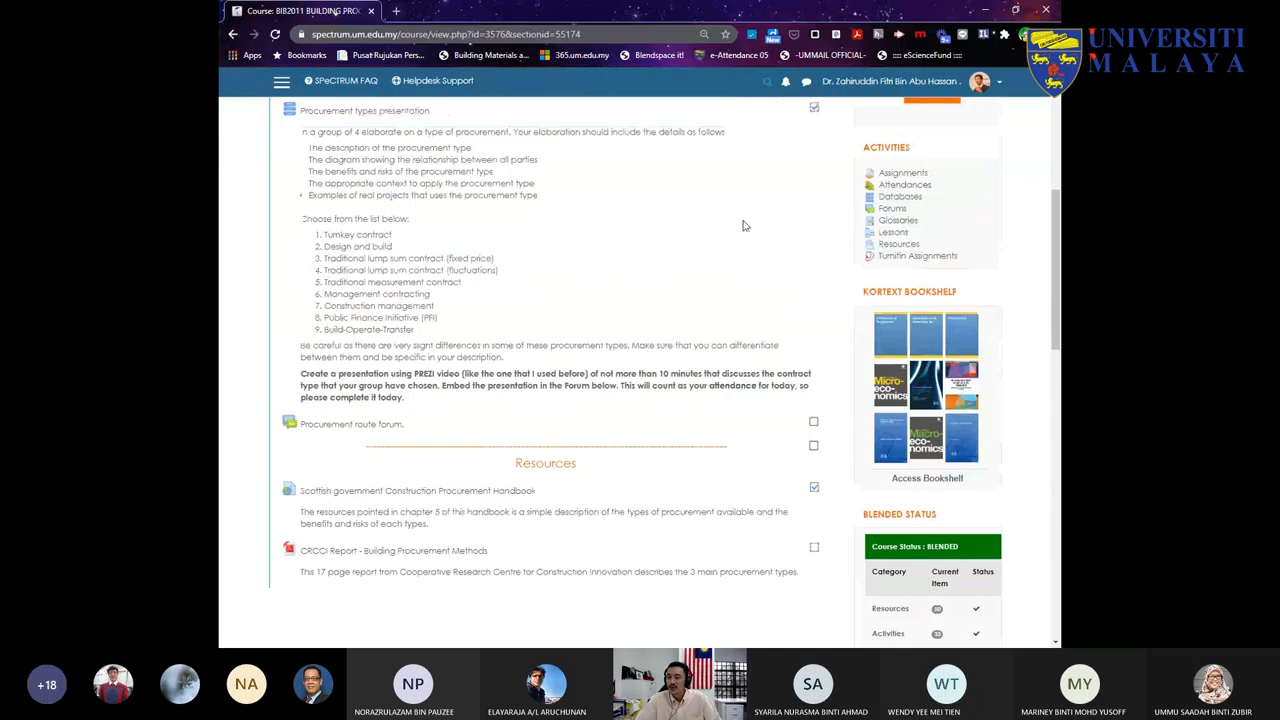 Course: BIB2011 BUILDING PROC
UNIVERSITI
MALAYA
spectrum.um.edu.my/course/view.php?id=3576&sectionid=55174
New
Apps
Bookmarks
Pusat Rujukan Persu...
Building Materials a...
365.um.edu.my
Blendspace it!
e-Attendance 05
-UMMAIL OFFICIAL-
:::: eScienceFund ::::
SPeCTRUM FAQ
Helpdesk Support
Dr. Zahiruddin Fitri Bin Abu Hassan .
Procurement types presentation
n a group of 4 elaborate on a type of procurement. Your elaboration should include the details as follows
The description of the procurement type
The diagram showing the relationship between all parties
The benefits and risks of the procurement type
The appropriate context to apply the procurement type
• Examples of real projects that uses the procurement type
Choose from the list below:
1. Turnkey contract
2. Design and build
3. Traditional lump sum contract (fixed price)
4. Traditional lump sum contract (fluctuations)
5. Traditional measurement contract
6. Management contracting
7. Construction management
8. Public Finance Initiative (PFI)
9. Build-Operate-Transfer
Be careful as there are very slight differences in some of these procurement types. Make sure that you can differentiate
between them and be specific in your description.
Create a presentation using PREZI video (like the one that I used before) of not more than 10 minutes that discusses the contract
type that your group have chosen. Embed the presentation in the Forum below. This will count as your attendance for today, so
please complete it today.
Procurement route forum.
Resources
Scottish government Construction Procurement Handbook
The resources pointed in chapter 5 of this handbook is a simple description of the types of procurement available and the
benefits and risks of each types.
CRCCI Report - Building Procurement Methods
This 17 page report from Cooperative Research Centre for Construction Innovation describes the 3 main procurement types.
ACTIVITIES
Assignments
Attendances
Databases
Forums
Glossaries
Lessons
Resources
Turnitin Assignments
KORTEXT BOOKSHELF
Micro-
economics
Macro-
eco-
nomics
Access Bookshelf
BLENDED STATUS
Course Status : BLENDED
Category
Current
Item
Status
Resources
50
Activities
33
+18
NA
NP
NORAZRULAZAM BIN PAUZEE
ELAYARAJA A/L ARUCHUNAN
SA
SYARILA NURASMA BINTI AHMAD
WT
WENDY YEE MEI TIEN
MY
MARINEY BINTI MOHD YUSOFF
UMMU SAADAH BINTI ZUBIR